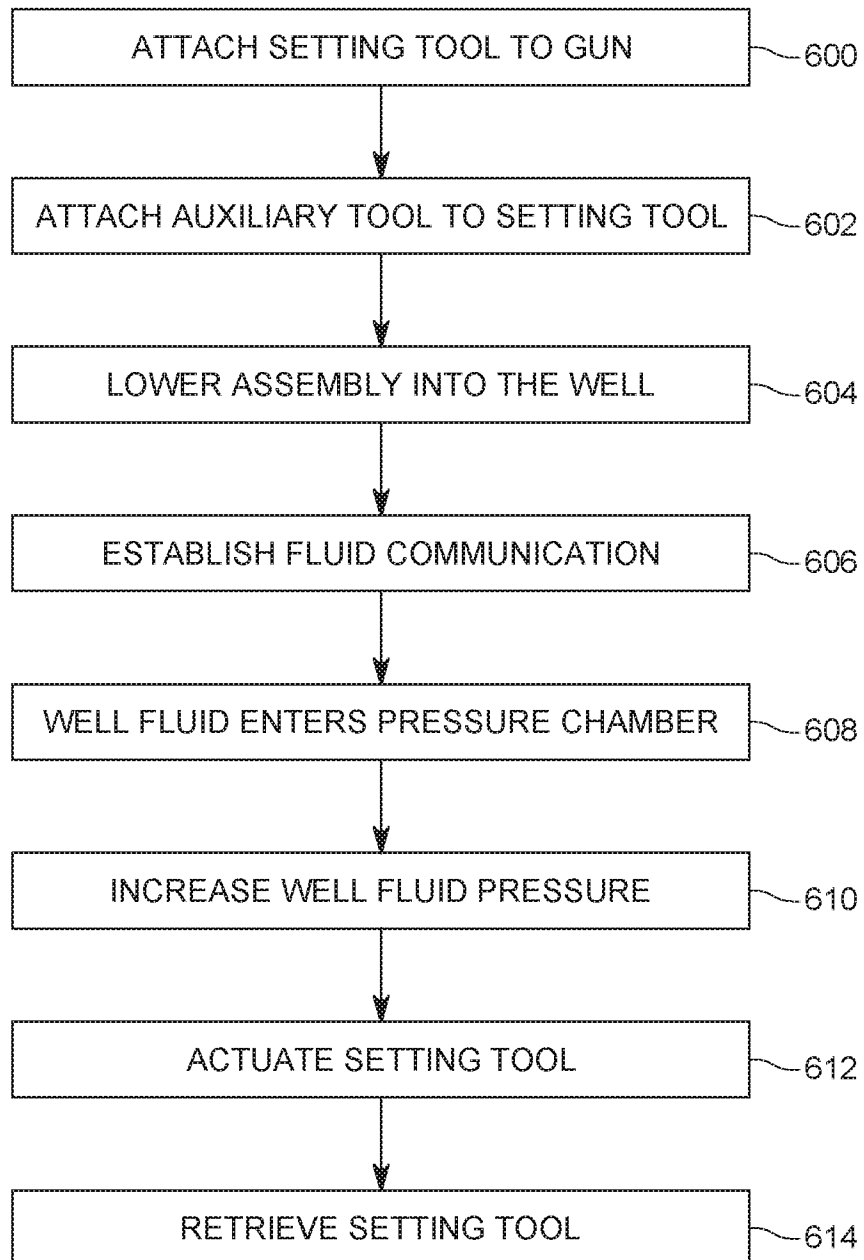 ATTACH SETTING TOOL TO GUN
600
ATTACH AUXILIARY TOOL TO SETTING TOOL
602
LOWER ASSEMBLY INTO THE WELL
604
ESTABLISH FLUID COMMUNICATION
606
WELL FLUID ENTERS PRESSURE CHAMBER
608
INCREASE WELL FLUID PRESSURE
610
ACTUATE SETTING TOOL
612
RETRIEVE SETTING TOOL
614